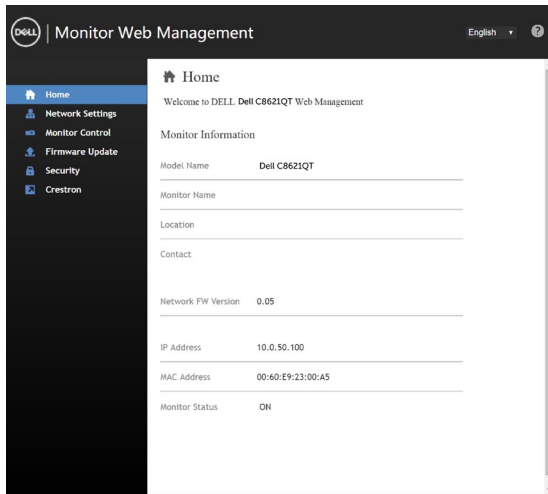 DELL | Monitor Web Management
English ?
Home
Network Settings
Monitor Control
Firmware Update
Security
Crestron
Home
Welcome to DELL Dell C8621QT Web Management
Monitor Information
Model Name Dell C8621QT
Monitor Name
Location
Contact
Network FW Version 0.05
IP Address 10.0.50.100
MAC Address 00:60:E9:23:00:A5
Monitor Status ON